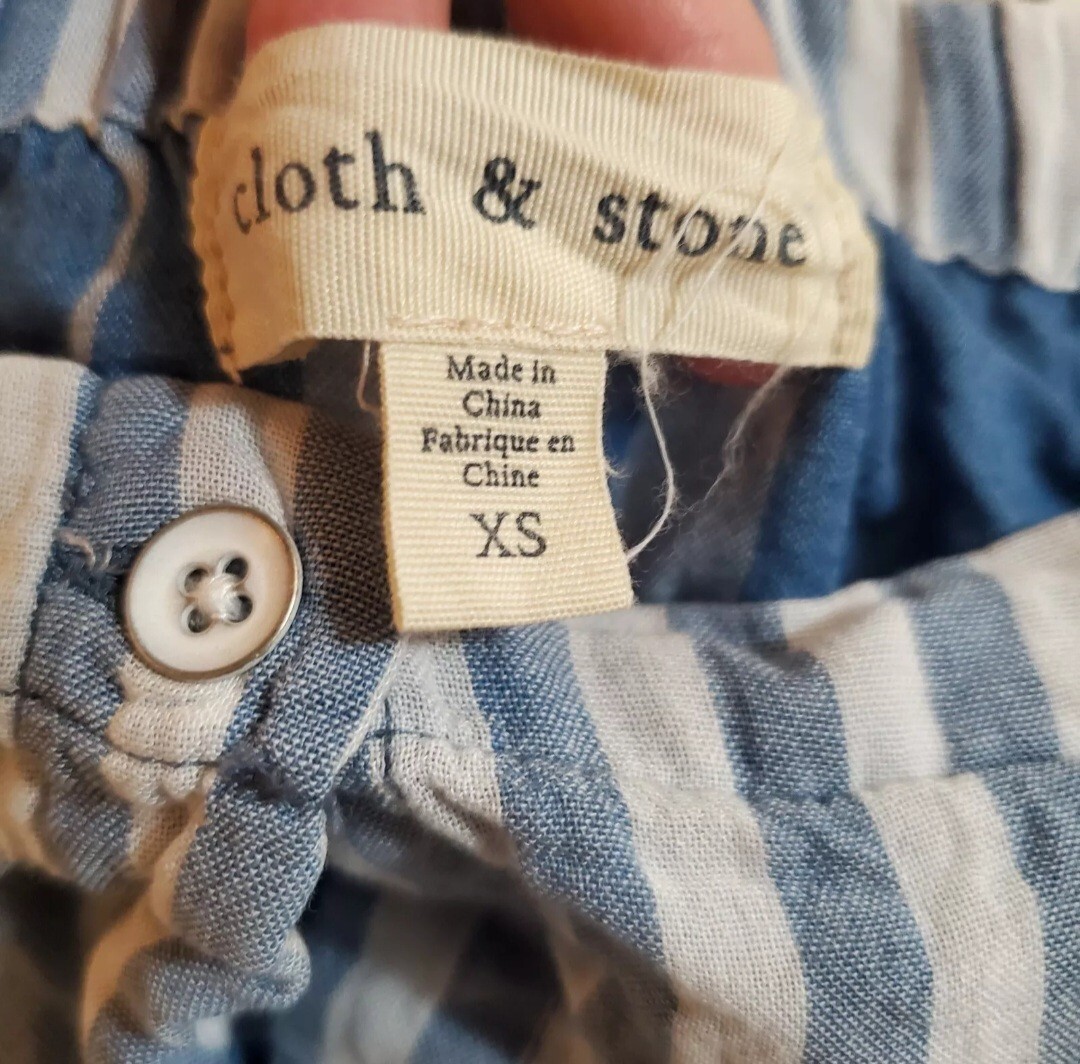 cloth & stone
Made in
China
Fabrique en
Chine
XS